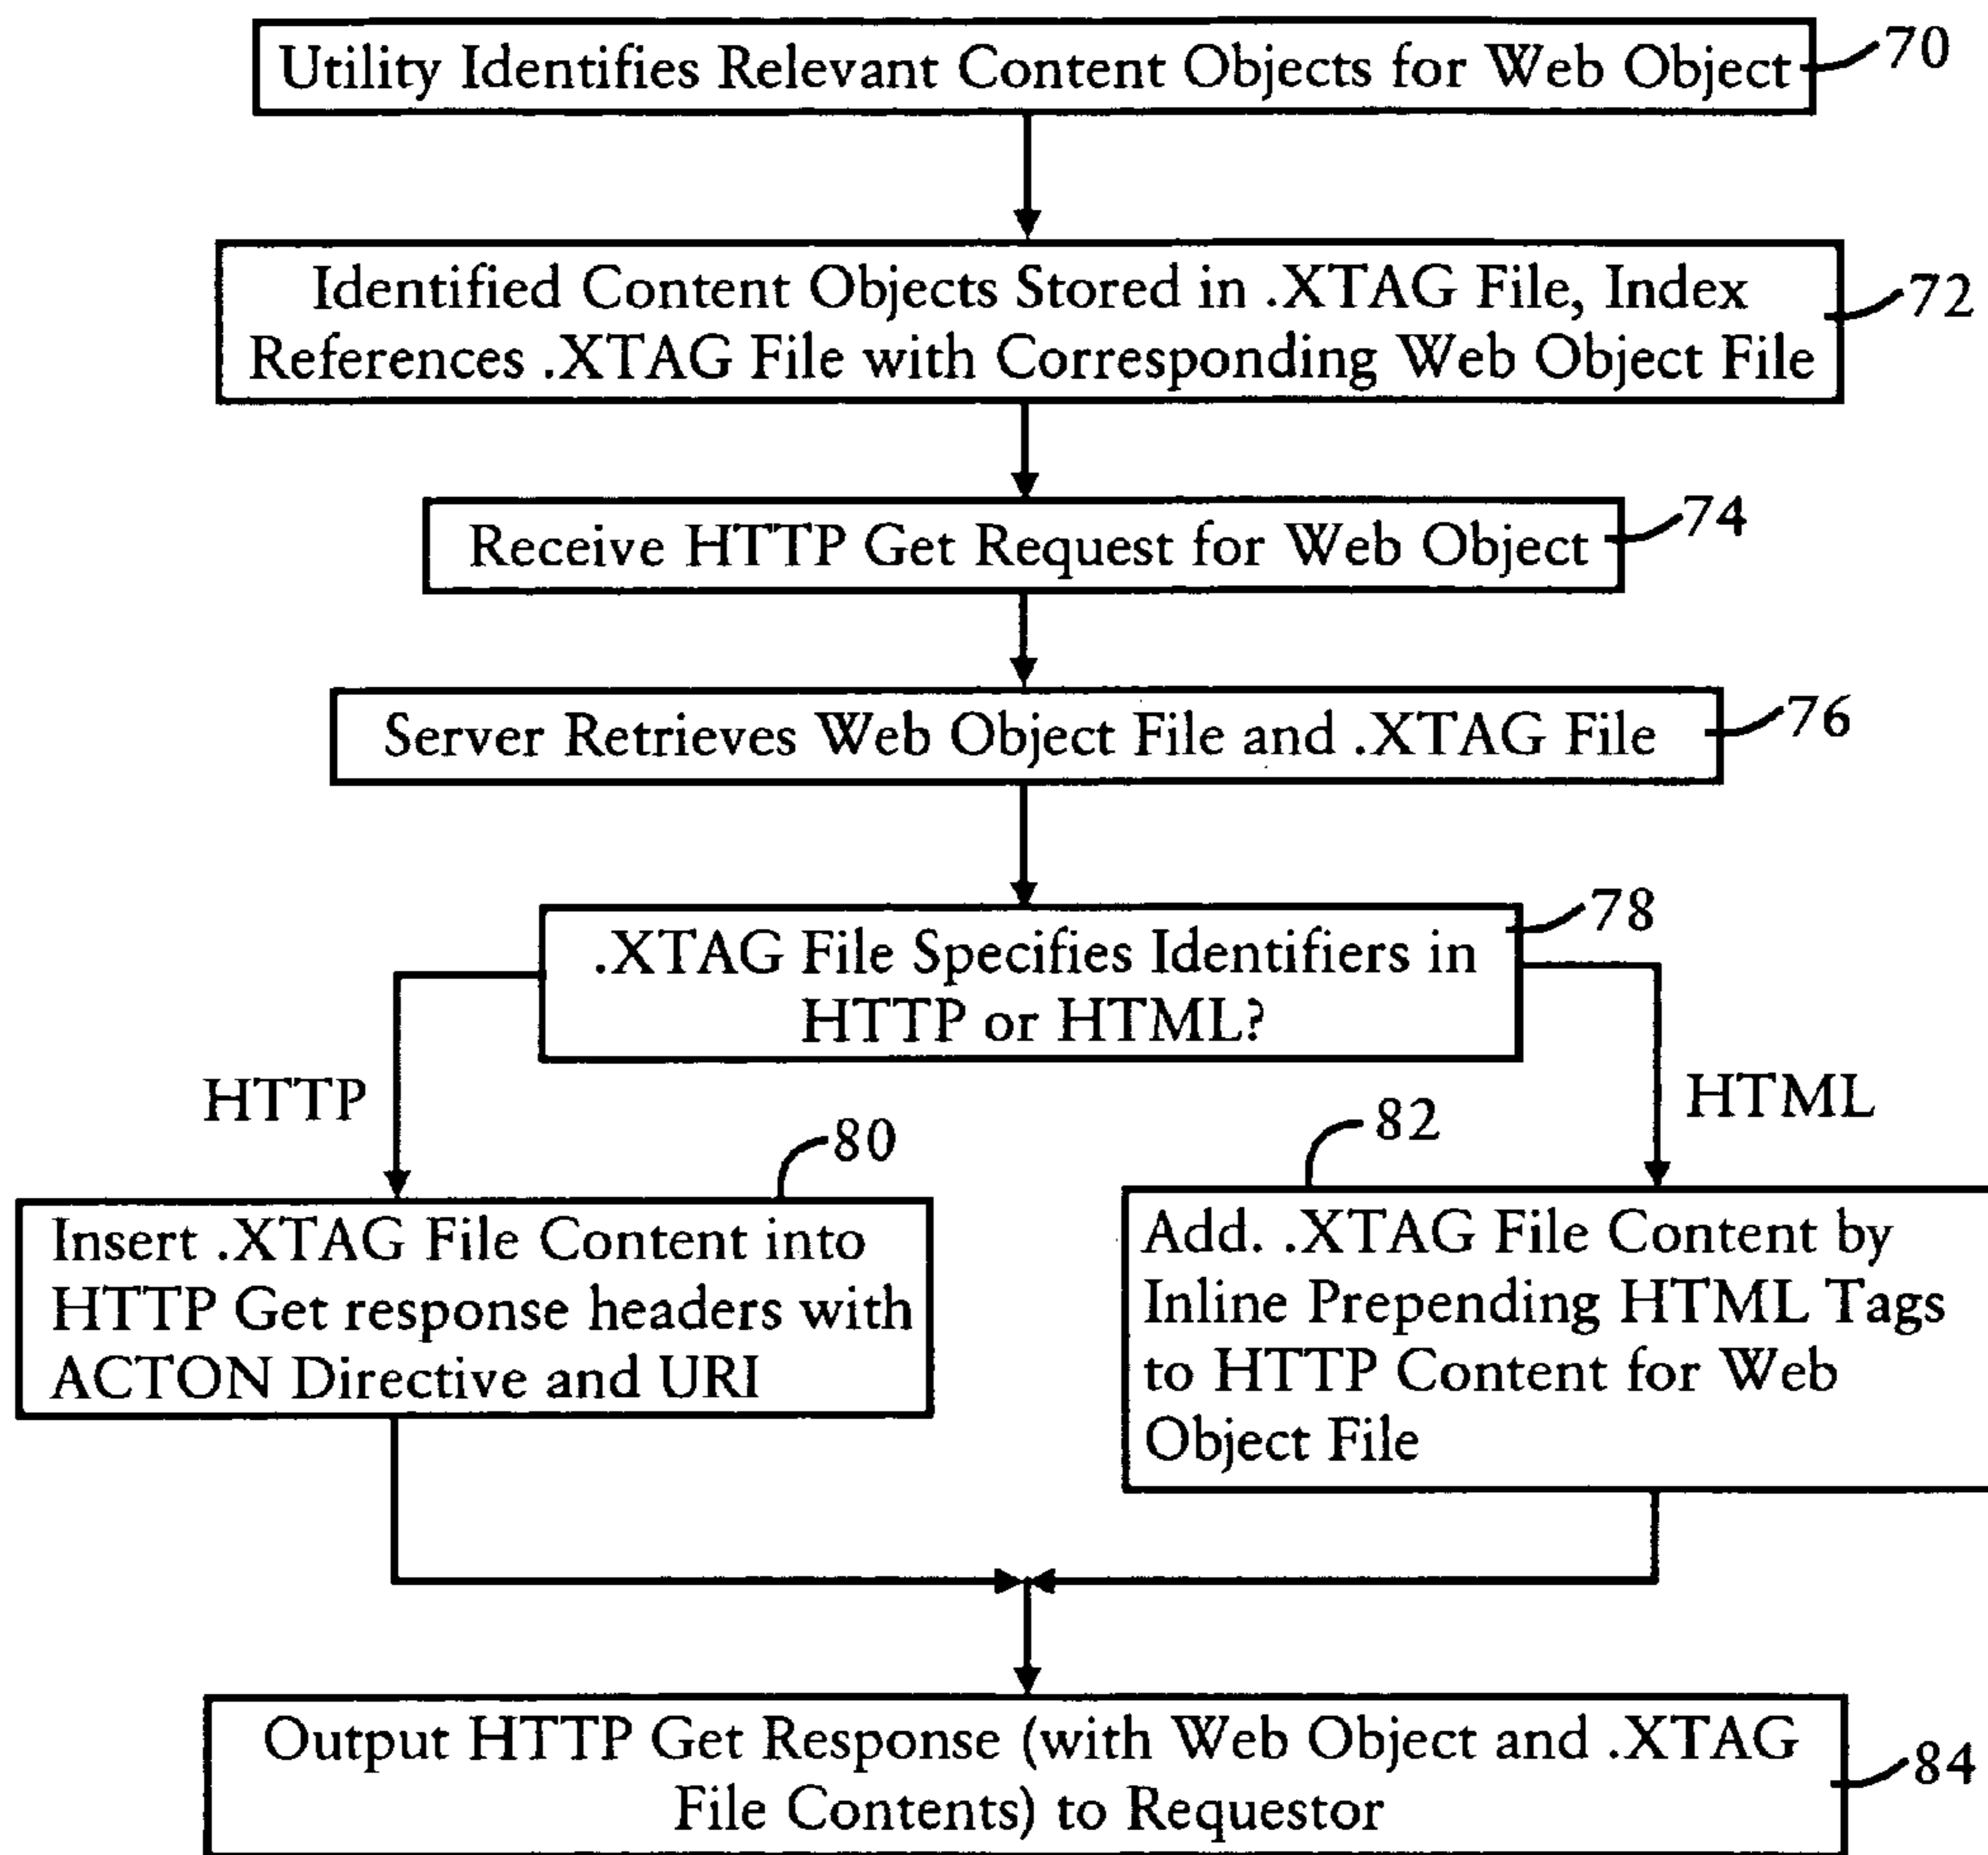 Utility Identifies Relevant Content Objects for Web Object
70
Identified Content Objects Stored in .XTAG File, Index
References .XTAG File with Corresponding Web Object File
72
Receive HTTP Get Request for Web Object
74
Server Retrieves Web Object File and .XTAG File
76
.XTAG File Specifies Identifiers in
HTTP or HTML?
78
HTTP
HTML
80
Insert .XTAG File Content into
HTTP Get response headers with
ACTON Directive and URI
82
Add. .XTAG File Content by
Inline Prepending HTML Tags
to HTTP Content for Web
Object File
Output HTTP Get Response (with Web Object and .XTAG
File Contents) to Requestor
84